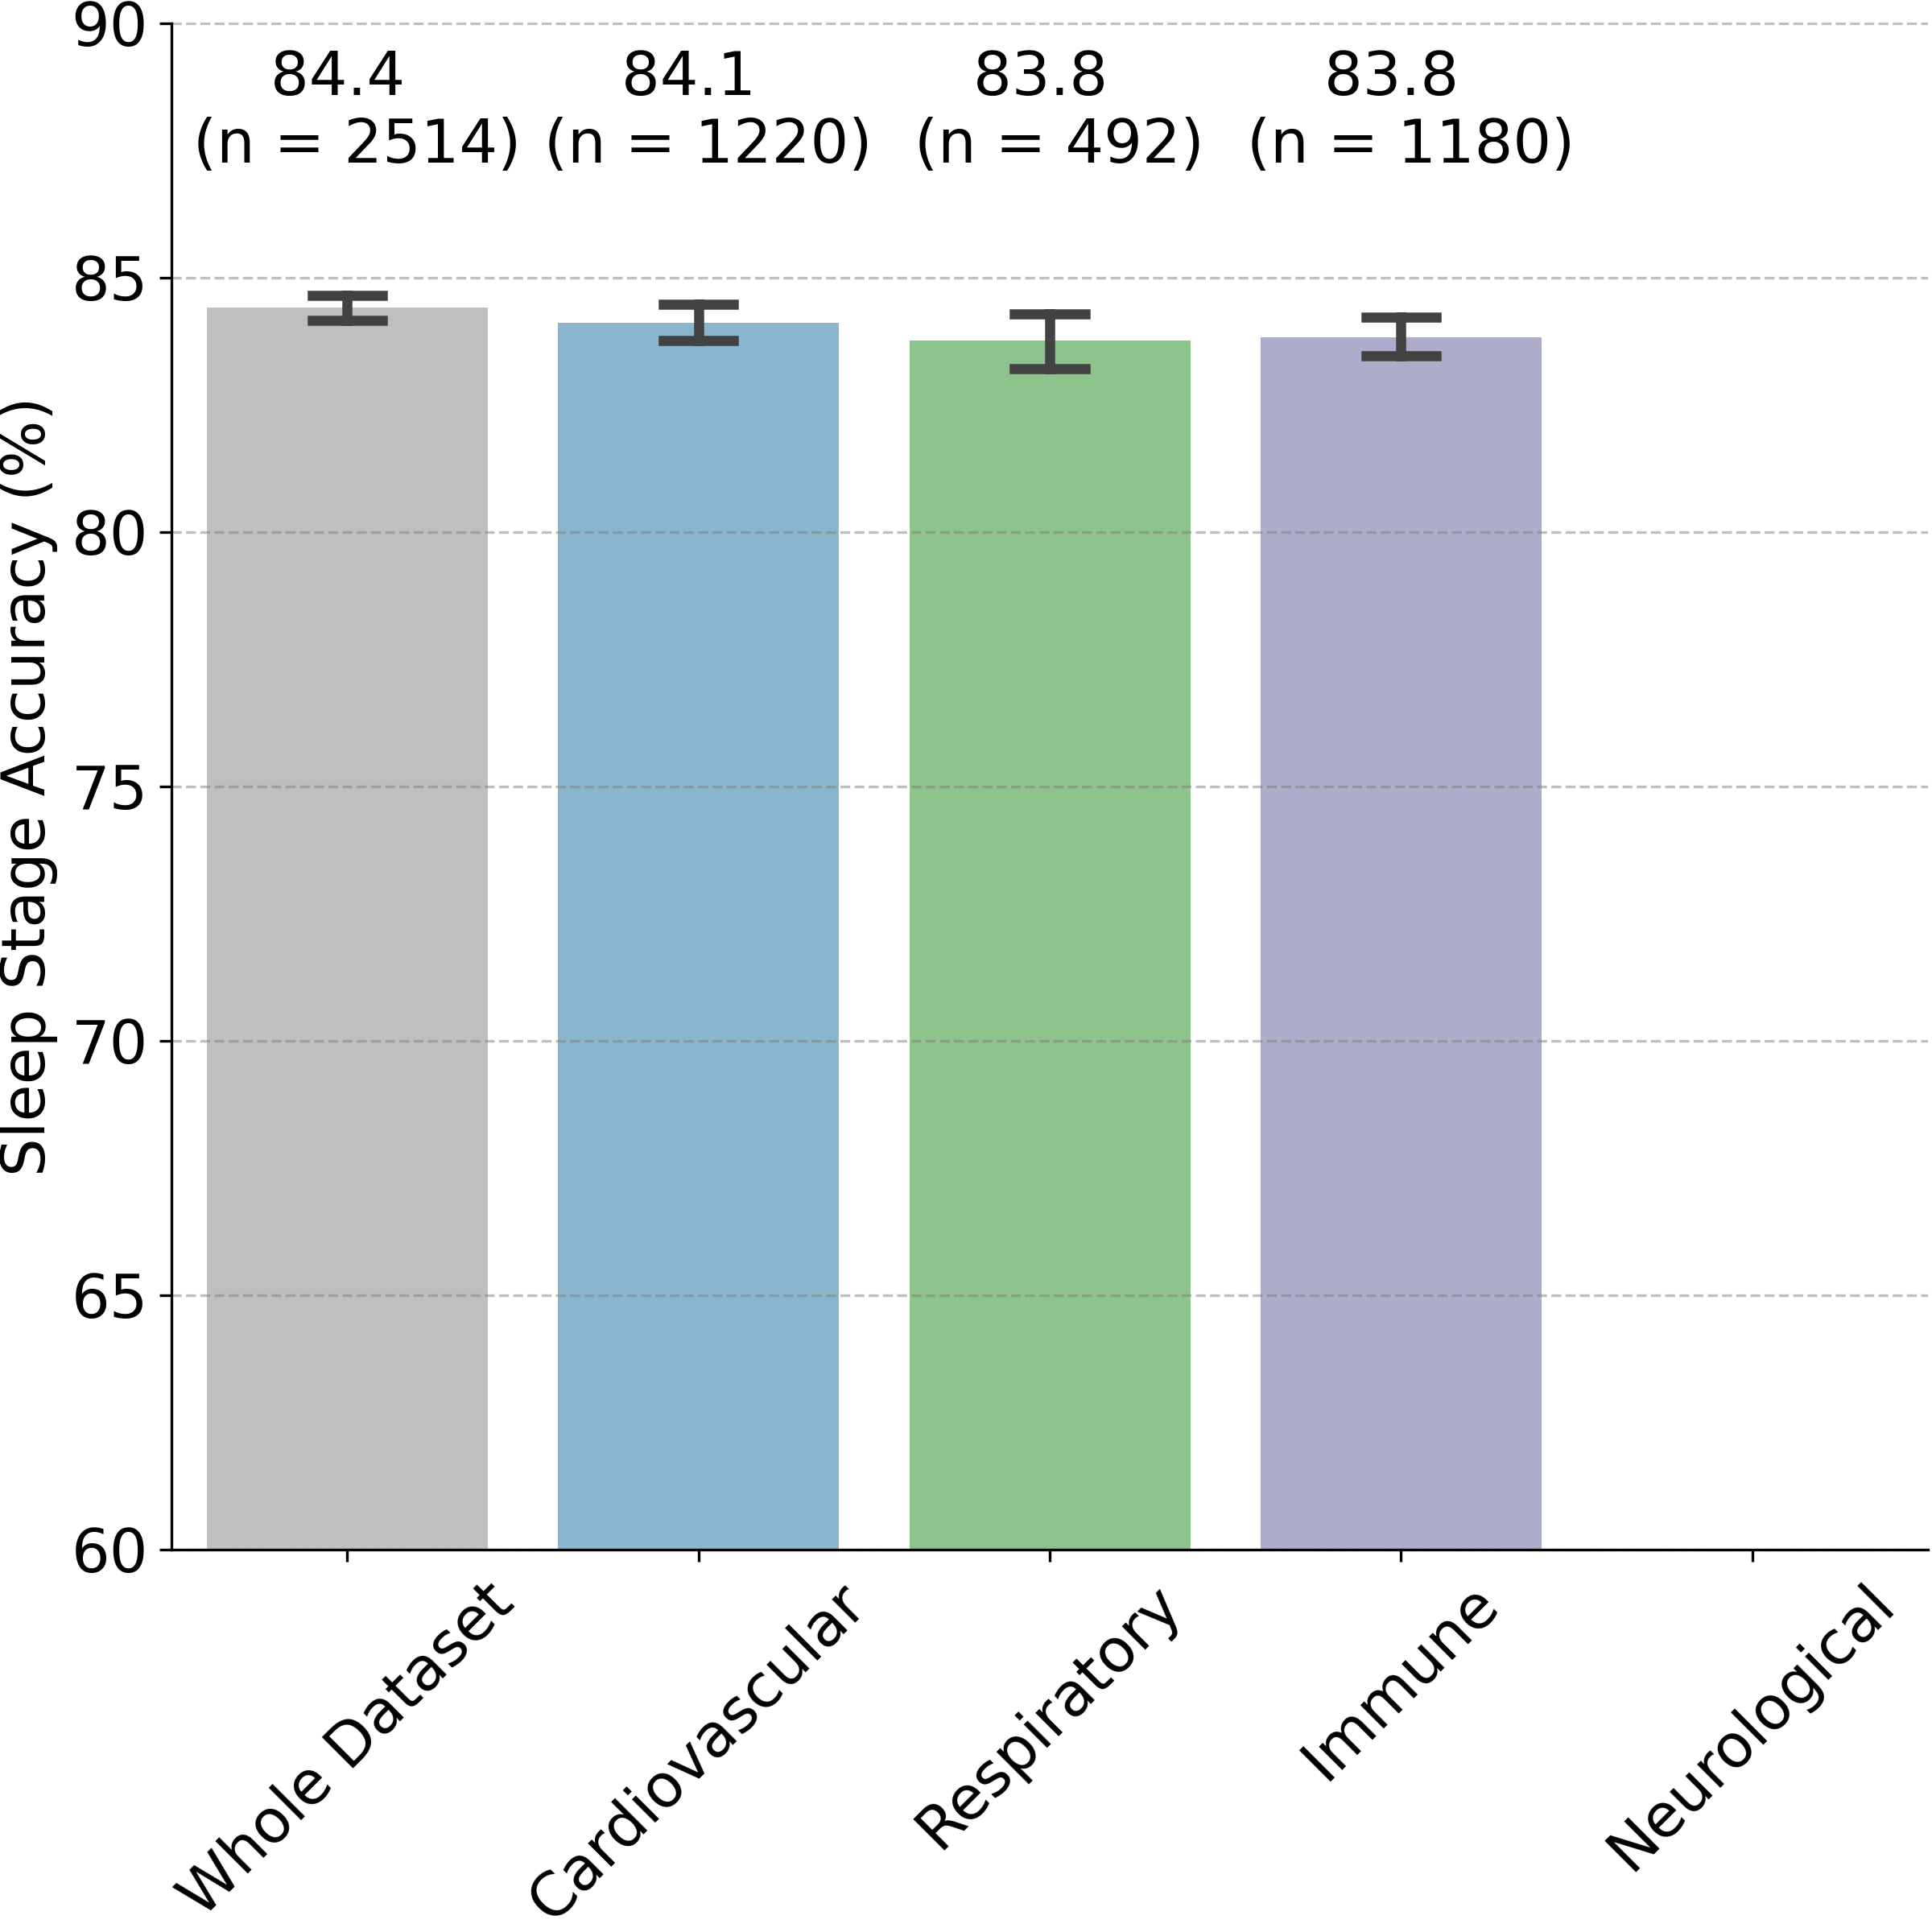 84.4
(n = 2514)
84.1
(n = 1220)
83.8
(n = 492)
83.8
(n = 1180)
Sleep Stage Accuracy (%)
90
85
80
75
70
65
60
Whole Dataset
Cardiovascular
Respiratory
Immune
Neurological